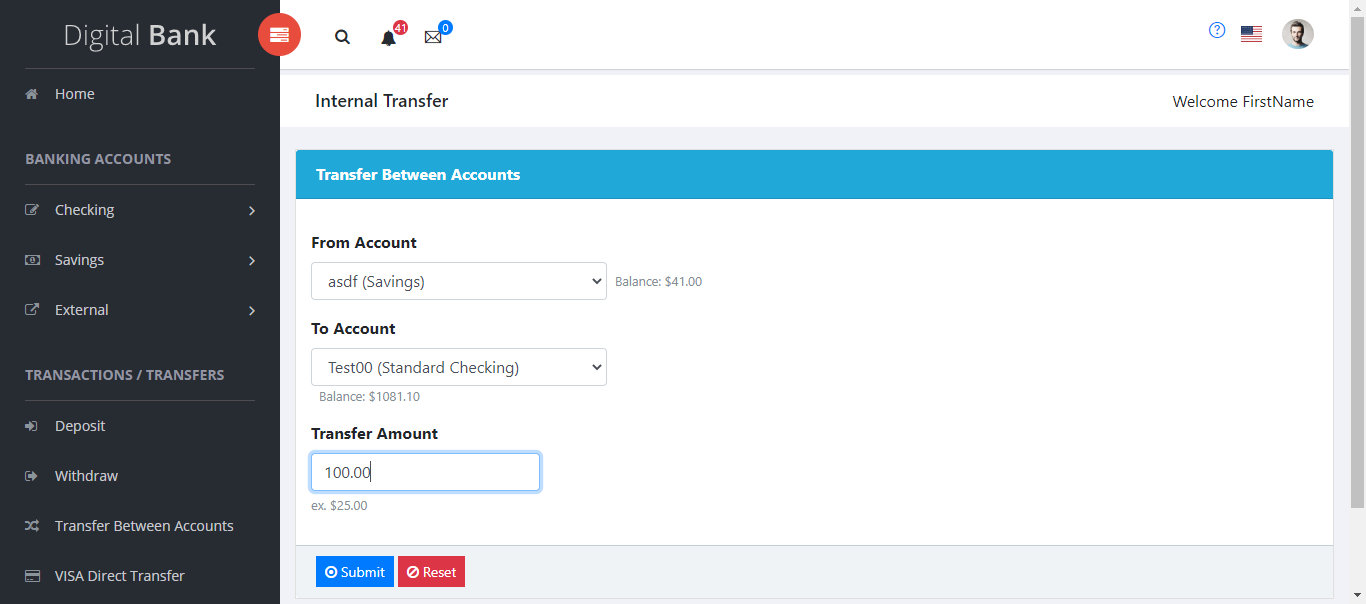 Digital Bank
41
0
Home
BANKING ACCOUNTS
Checking
Savings
External
TRANSACTIONS / TRANSFERS
Deposit
Withdraw
Transfer Between Accounts
VISA Direct Transfer
Internal Transfer
Welcome FirstName
Transfer Between Accounts
From Account
asdf (Savings)
Balance: $41.00
To Account
Test00 (Standard Checking)
Balance: $1081.10
Transfer Amount
100.00
ex. $25.00
Submit
Reset